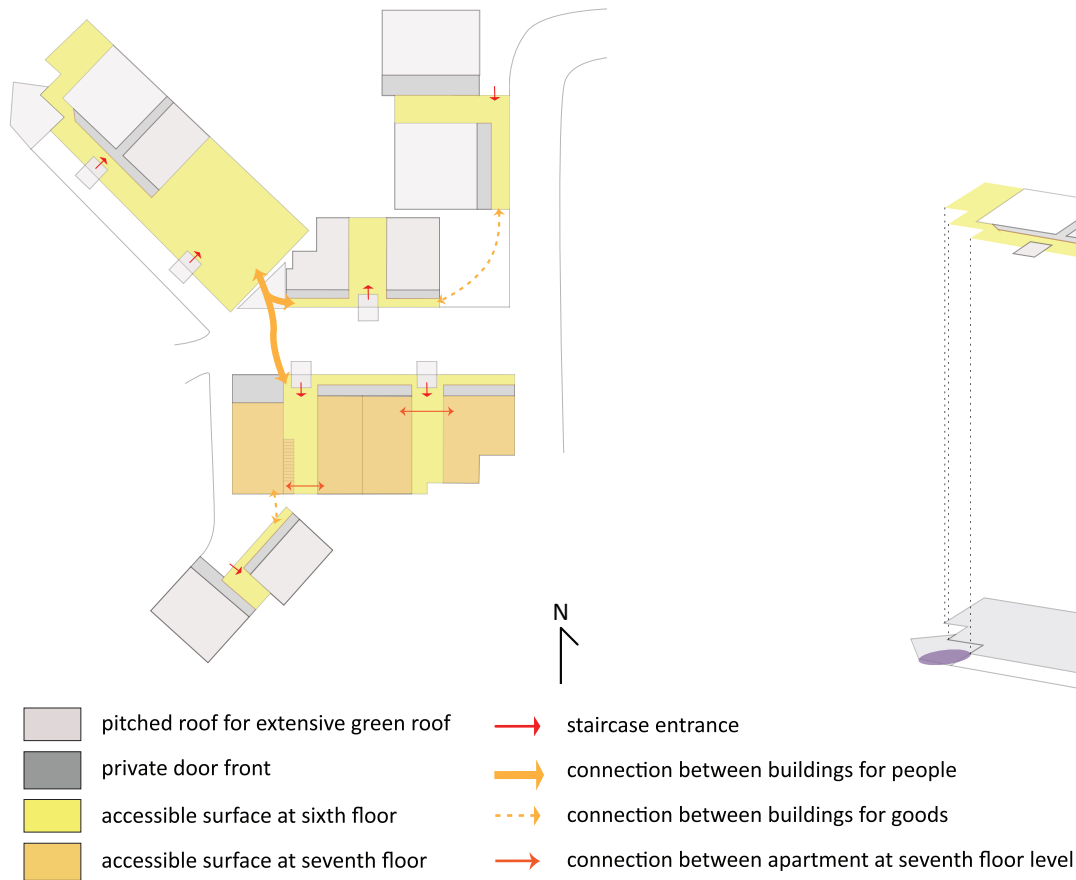 N
pitched roof for extensive green roof
private door front
accessible surface at sixth floor
accessible surface at seventh floor
staircase entrance
connection between buildings for people
connection between buildings for goods
connection between apartment at seventh floor level